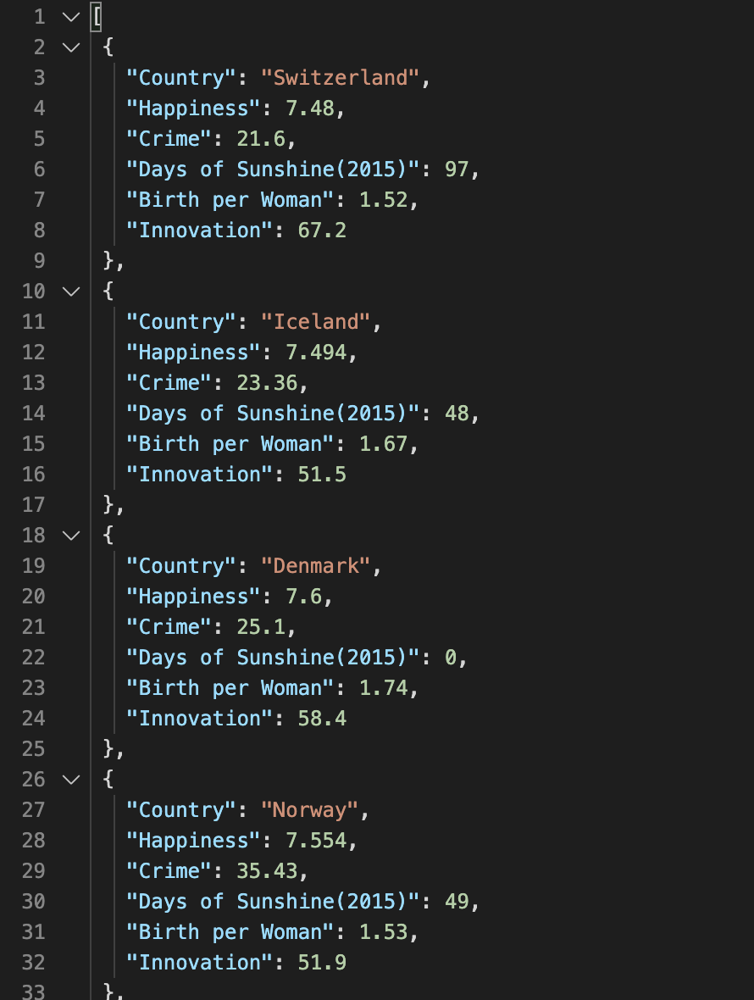 1 [
2 {
3 "Country": "Switzerland",
4 "Happiness": 7.48,
5 "Crime": 21.6,
6 "Days of Sunshine(2015)": 97,
7 "Birth per Woman": 1.52,
8 "Innovation": 67.2
9 },
10 {
11 "Country": "Iceland",
12 "Happiness": 7.494,
13 "Crime": 23.36,
14 "Days of Sunshine(2015)": 48,
15 "Birth per Woman": 1.67,
16 "Innovation": 51.5
17 },
18 {
19 "Country": "Denmark",
20 "Happiness": 7.6,
21 "Crime": 25.1,
22 "Days of Sunshine(2015)": 0,
23 "Birth per Woman": 1.74,
24 "Innovation": 58.4
25 },
26 {
27 "Country": "Norway",
28 "Happiness": 7.554,
29 "Crime": 35.43,
30 "Days of Sunshine(2015)": 49,
31 "Birth per Woman": 1.53,
32 "Innovation": 51.9
33 },